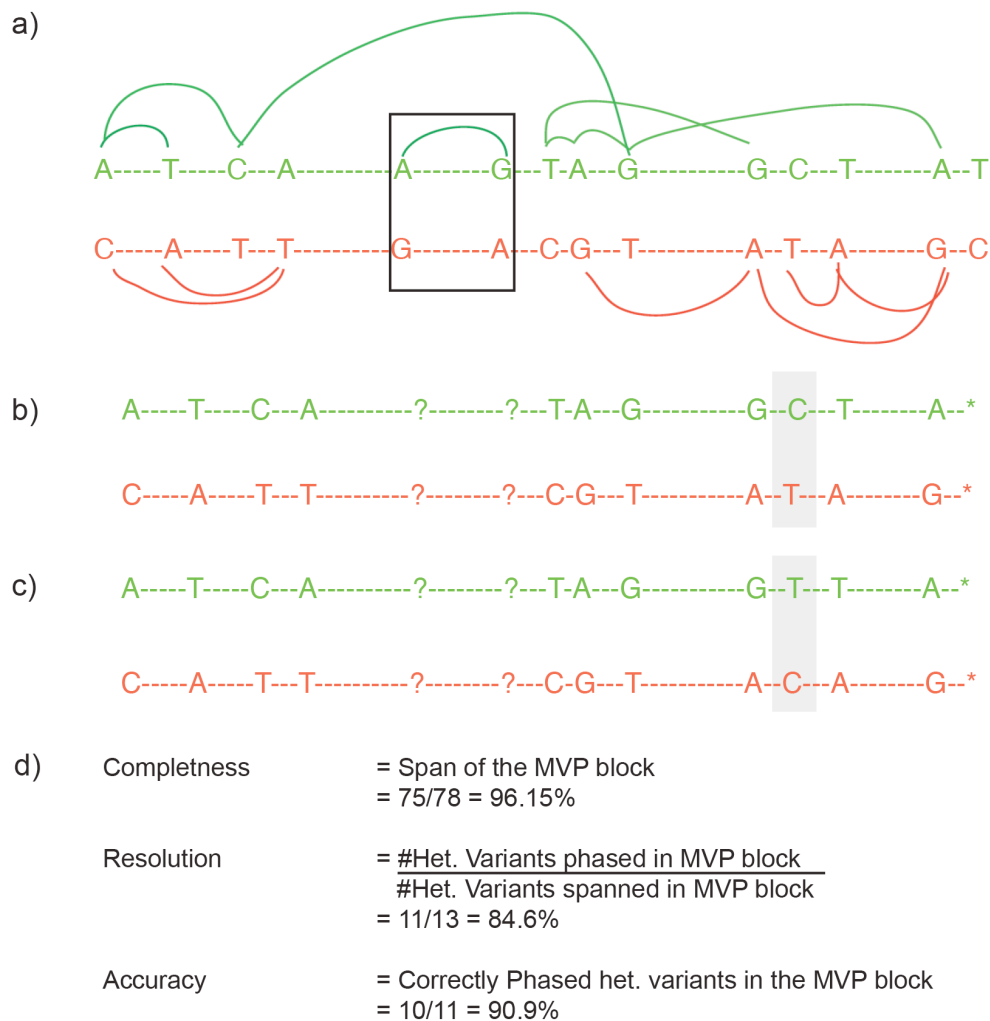 a)
A-----T-----C---A-----------A--------G---T-A---G----------G--C---T--------A-T
C-----A------T---T----------G--------A---C-G---T----------A--T---A--------G-C
b)
A-----T----C--A-----------?--------?---T-A---G----------G--C---T--------A--*
C-----A-----T---T----------?--------?---C-G---T----------A--T---A--------G--*
c)
A-----T----C--A-----------?--------?---T-A---G----------G--T---T--------A--*
C-----A-----T---T----------?--------?---C-G---T----------A--C---A--------G--*
d)
Completness = Span of the MVP block
= 75/78 = 96.15%
Resolution = #Het. Variants phased in MVP block
#Het. Variants spanned in MVP block
= 11/13 = 84.6%
Accuracy = Correctly Phased het. variants in the MVP block
= 10/11 = 90.9%